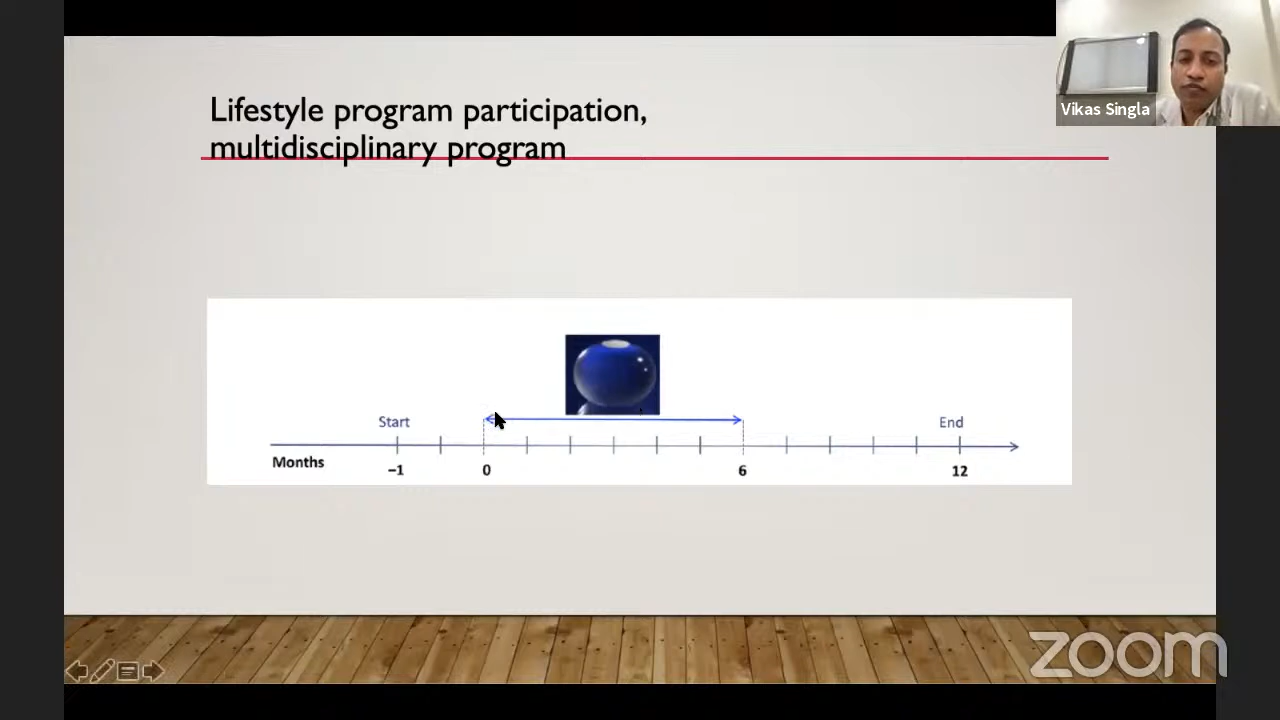 Lifestyle program participation,
multidisciplinary program
Vikas Singla
Start
End
Months
–1
0
6
12
zoom